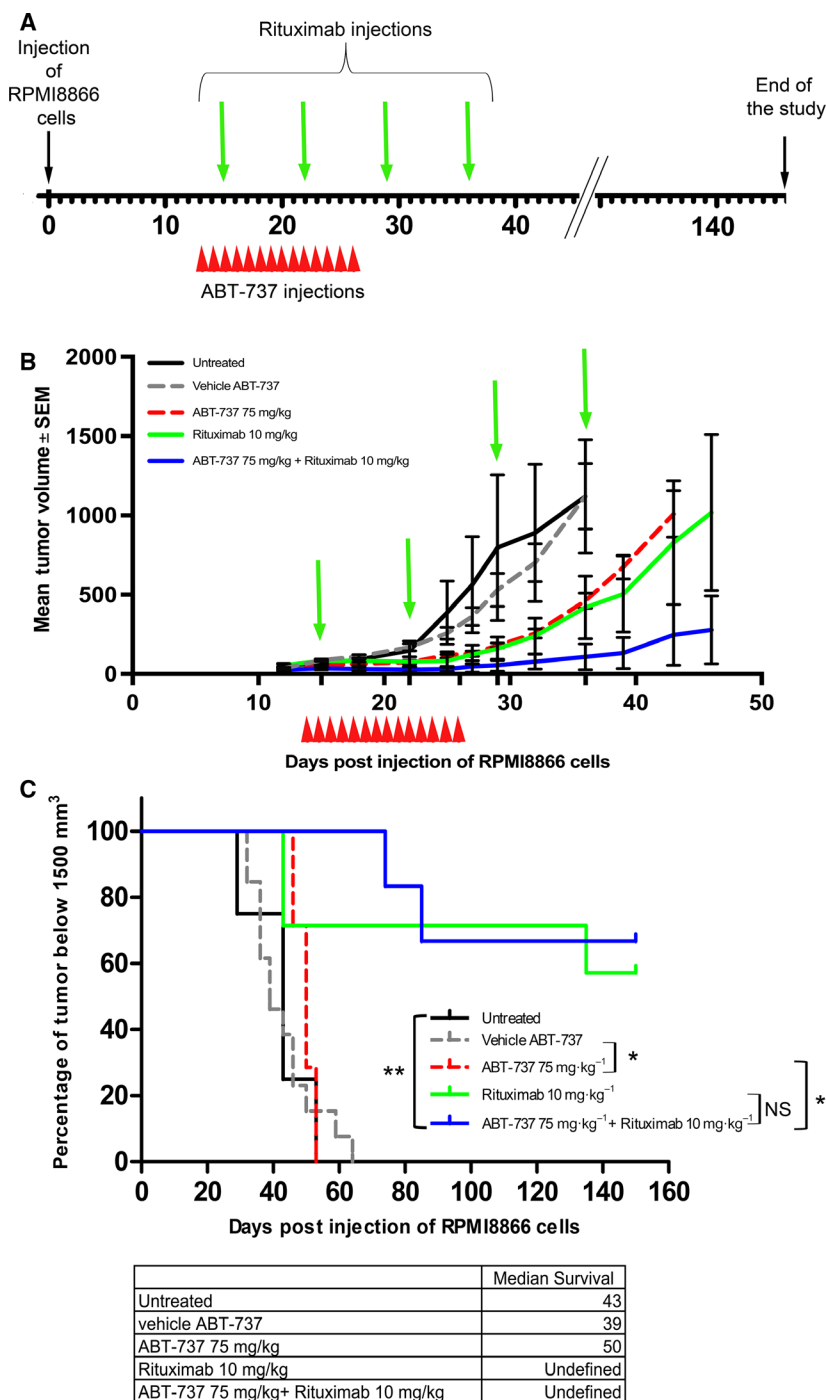 A
Rituximab injections
Injection
of
RPMI8866
cells
End of
the study
0 10 20 30 40 140
ABT-737 injections
B
Mean tumor volume ± SEM
2000
1500
1000
500
0
Untreated
Vehicle ABT-737
ABT-737 75 mg/kg
Rituximab 10 mg/kg
ABT-737 75 mg/kg + Rituximab 10 mg/kg
0 10 20 30 40 50
Days post injection of RPMI8866 cells
C
Percentage of tumor below 1500 mm³
100
80
60
40
20
0
Untreated
Vehicle ABT-737
ABT-737 75 mg·kg⁻¹
Rituximab 10 mg·kg⁻¹
ABT-737 75 mg·kg⁻¹ + Rituximab 10 mg·kg⁻¹
**
*
NS
*
0 20 40 60 80 100 120 140 160
Days post injection of RPMI8866 cells
Median Survival
Untreated 43
vehicle ABT-737 39
ABT-737 75 mg/kg 50
Rituximab 10 mg/kg Undefined
ABT-737 75 mg/kg+ Rituximab 10 mg/kg Undefined